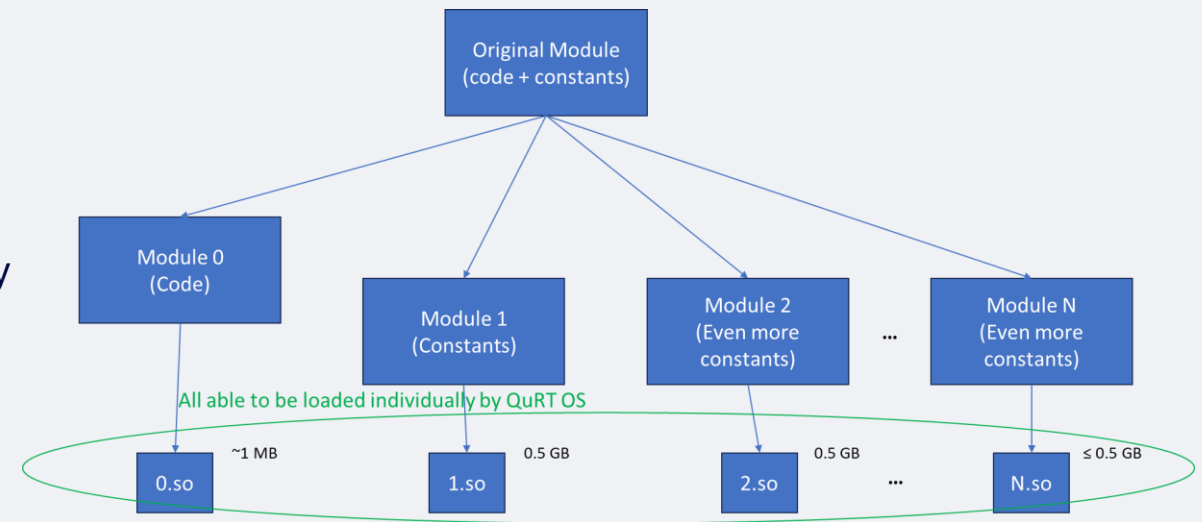 Original Module
(code + constants)
Module 0
(Code)
Module 1
(Constants)
Module 2
(Even more
constants)
...
Module N
(Even more
constants)
All able to be loaded individually by QuRT OS
~1 MB
0.5 GB
0.5 GB
≤ 0.5 GB
0.so
1.so
2.so
...
N.so